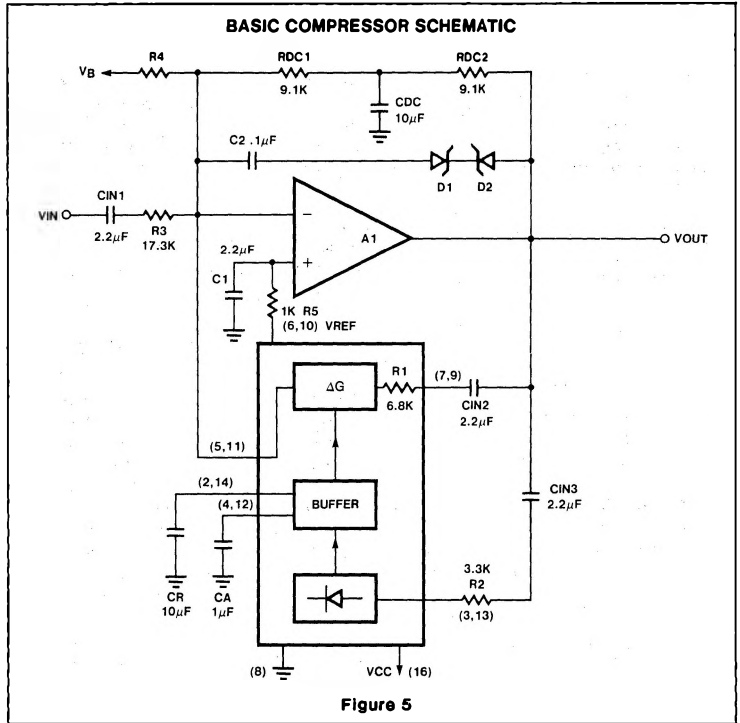 BASIC COMPRESSOR SCHEMATIC
R4
RDC1
RDC2
VB
9.1K
9.1K
CDC
10μF
C2 .1μF
D1
D2
CIN1
VIN
R3
2.2μF
17.3K
−
A1
VOUT
2.2μF
+
C1
1K R5
(6,10) VREF
R1
(7,9)
ΔG
6.8K
CIN2
2.2μF
(5,11)
CIN3
2.2μF
(2,14)
(4,12)
BUFFER
3.3K
R2
(3,13)
CR
10μF
CA
1μF
(8)
VCC
(16)
Figure 5